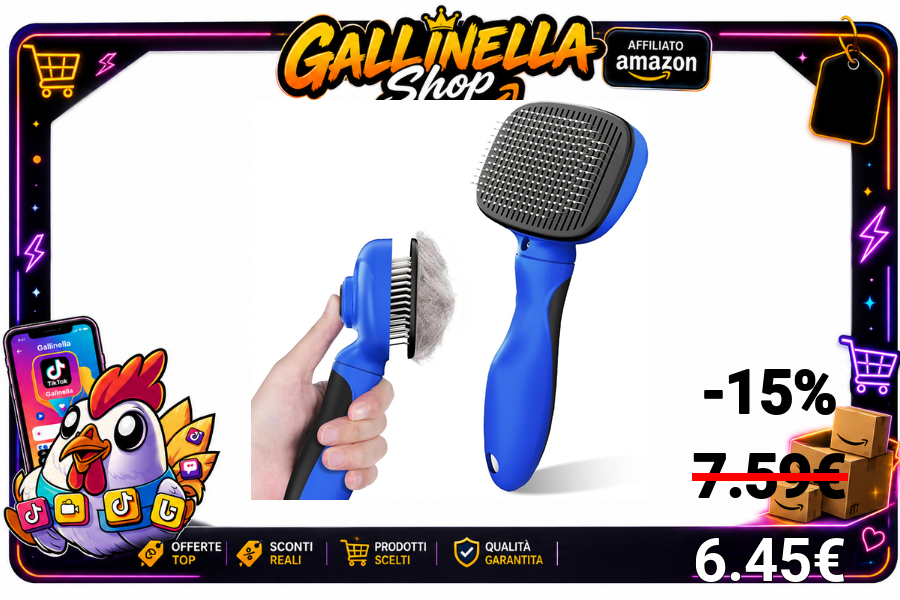 GALLINELLA
Shop
AFFILIATO
amazon
Gallinella
TikTok
Gallinella
-15%
7.59€
6.45€
OFFERTE
TOP
SCONTI
REALI
PRODOTTI
SCELTI
QUALITÀ
GARANTITA